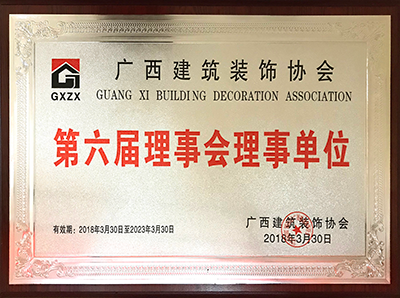 GXZX
广西建筑装饰协会
GUANG XI BUILDING DECORATION ASSOCIATION
第六届理事会理事单位
有效期：2018年3月30日至2023年3月30日
广西建筑装饰协会
2018年3月30日